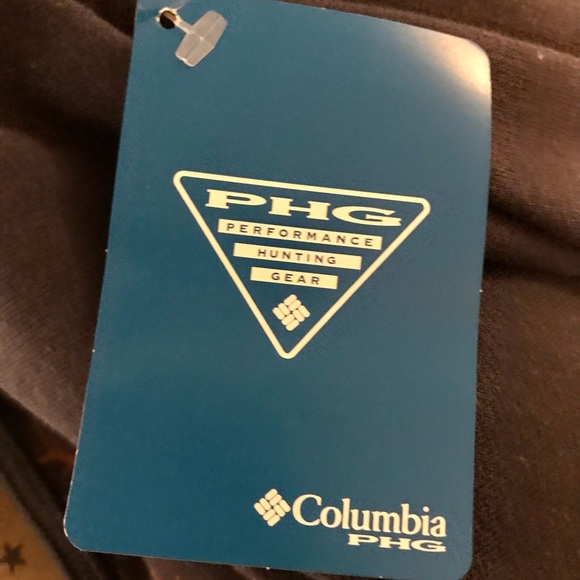 PHG
PERFORMANCE
HUNTING
GEAR
Columbia
PHG